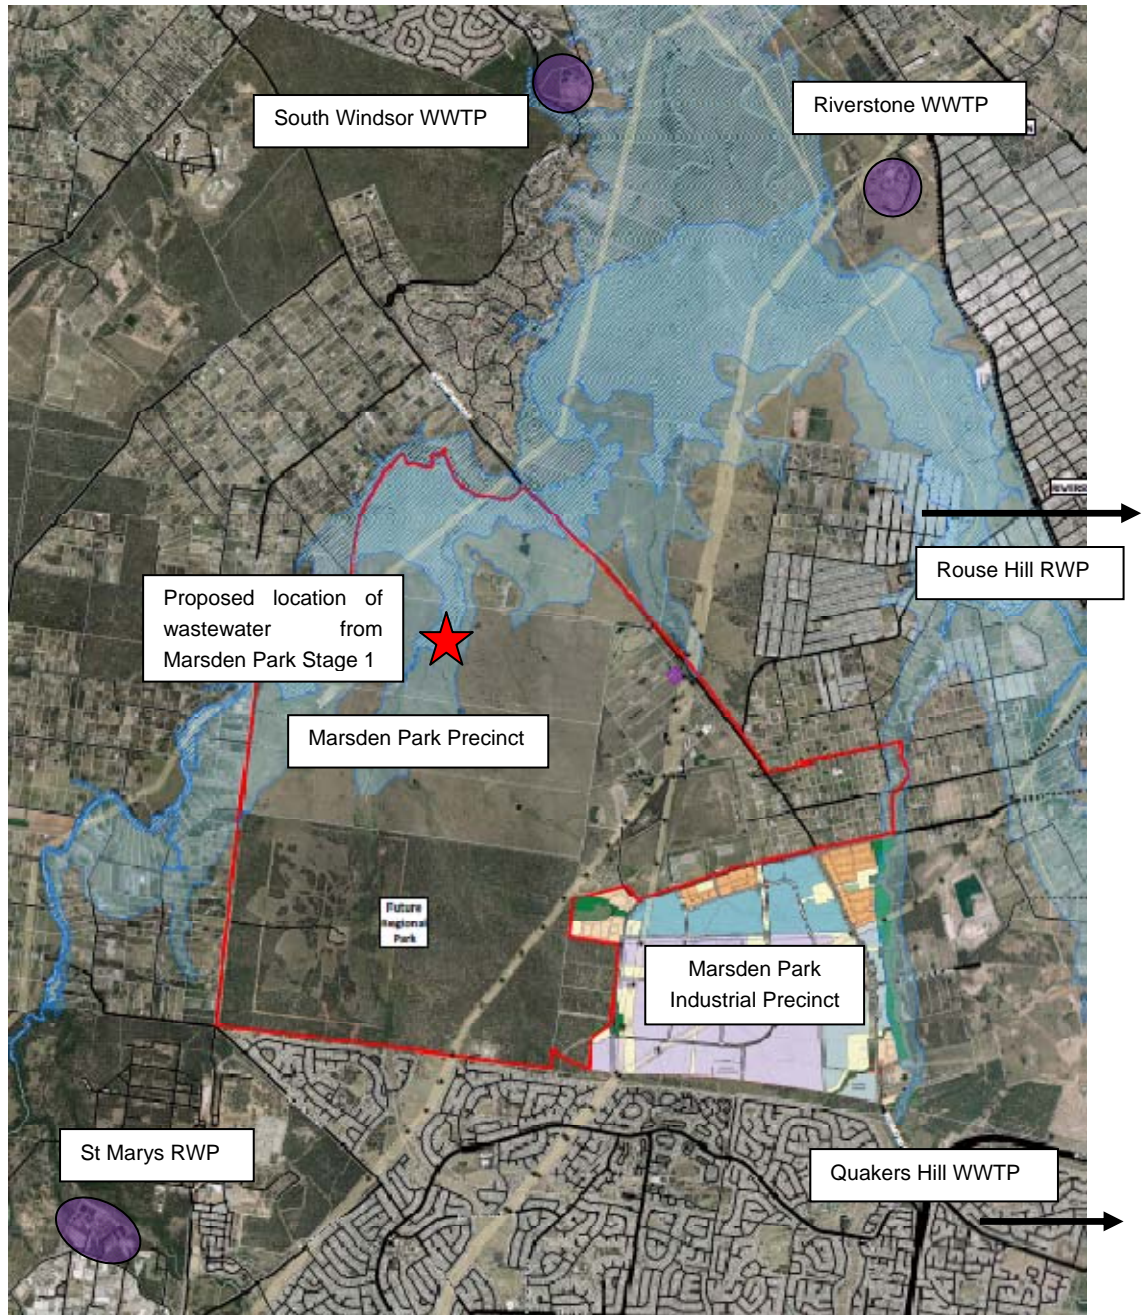 South Windsor WWTP
Riverstone WWTP
Rouse Hill RWP
Proposed location of
wastewater from
Marsden Park Stage 1
Marsden Park Precinct
Future
Regional
Park
Marsden Park
Industrial Precinct
St Marys RWP
Quakers Hill WWTP